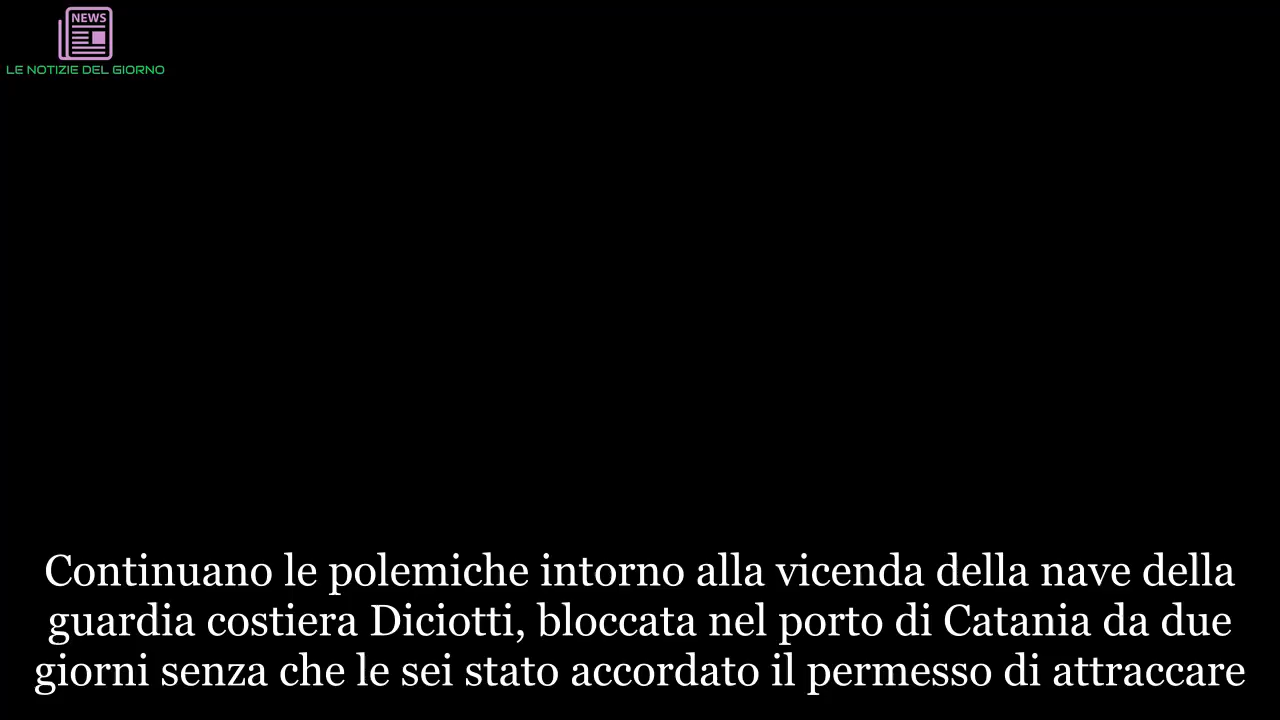 NEWS
LE NOTIZIE DEL GIORNO
Continuano le polemiche intorno alla vicenda della nave della
guardia costiera Diciotti, bloccata nel porto di Catania da due
giorni senza che le sei stato accordato il permesso di attraccare